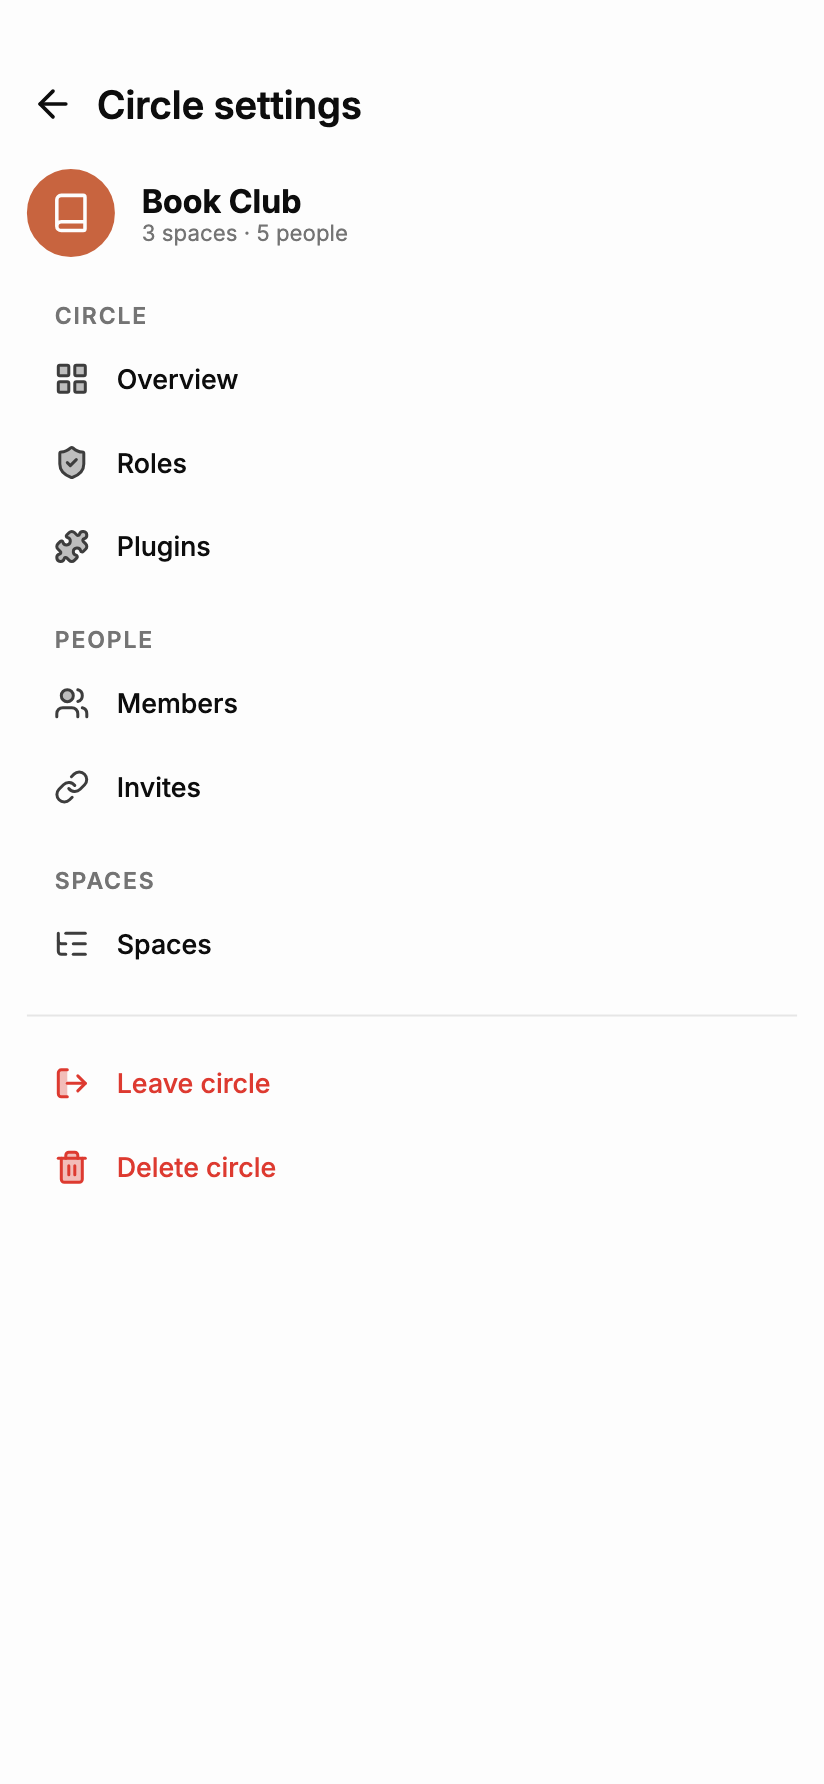 Circle settings
Book Club
3 spaces · 5 people
CIRCLE
Overview
Roles
Plugins
PEOPLE
Members
Invites
SPACES
Spaces
Leave circle
Delete circle